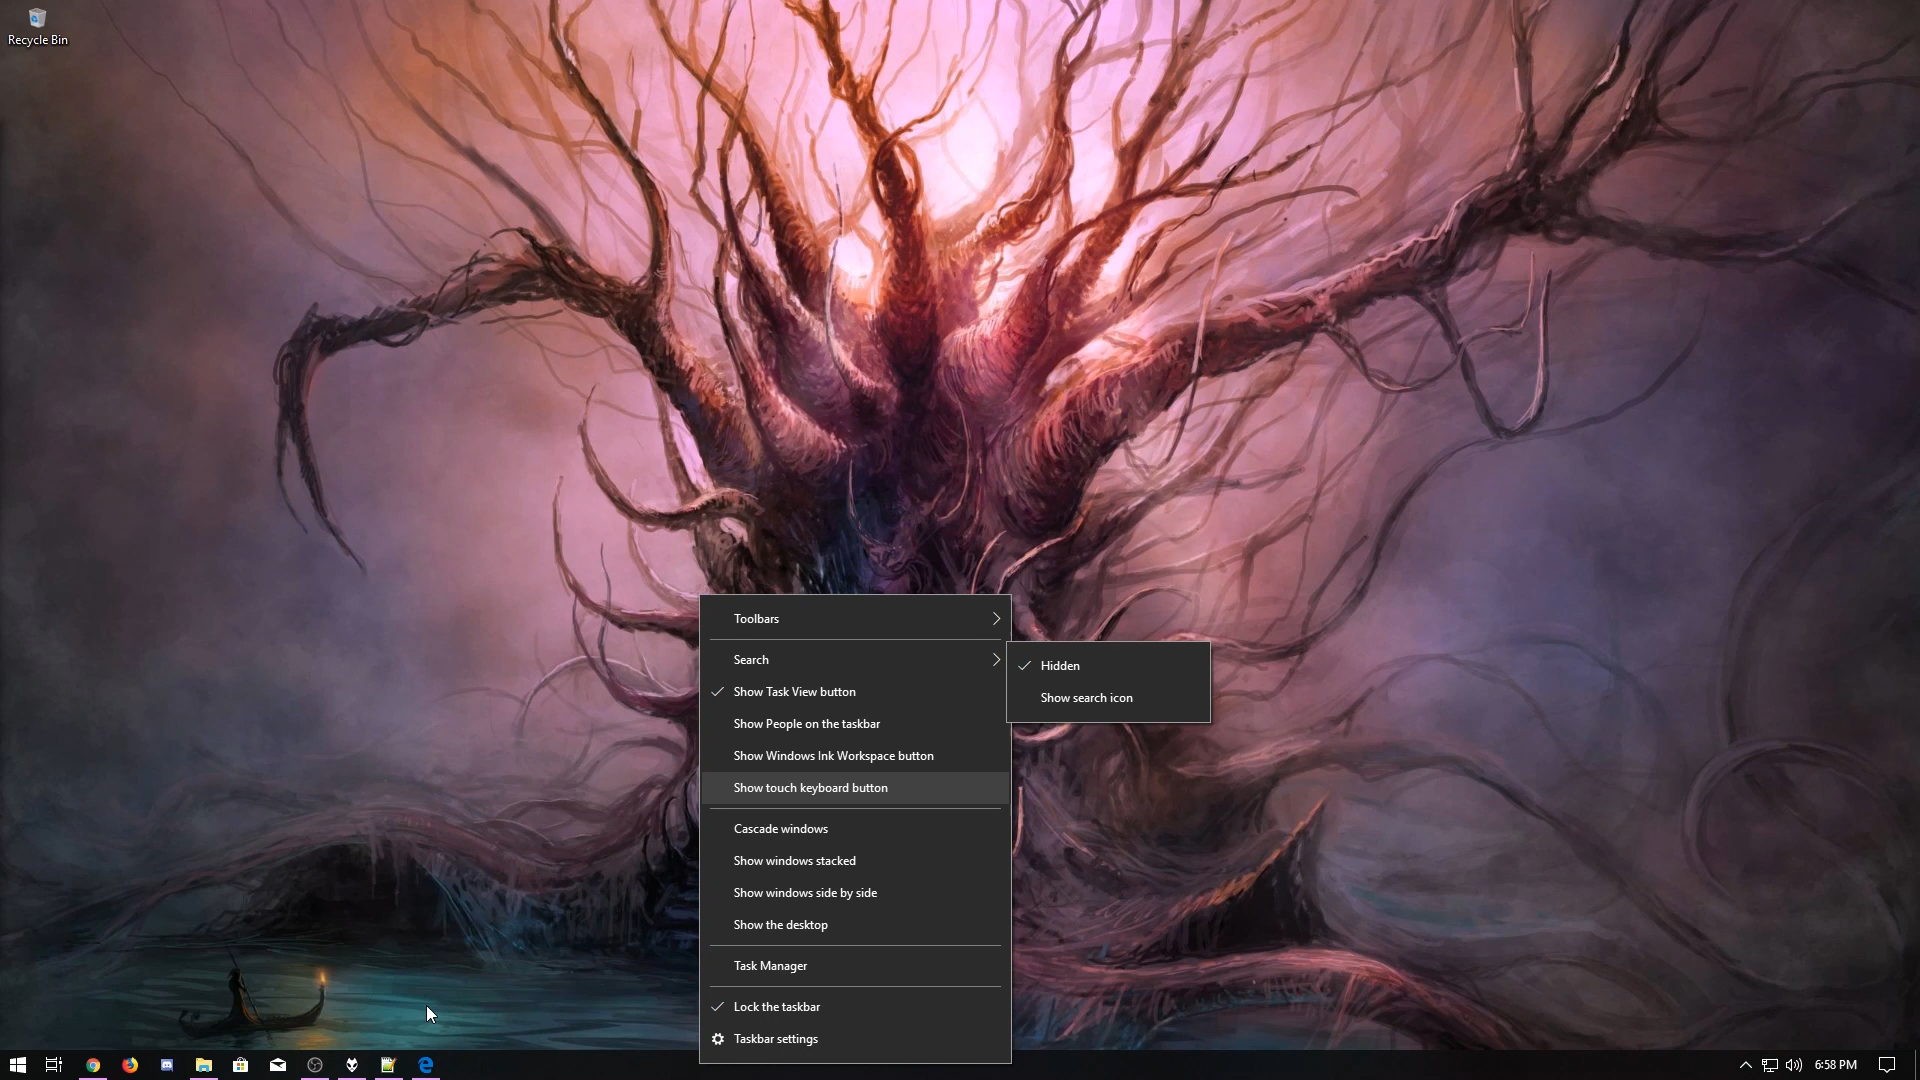 Recycle Bin
Toolbars
Search
Hidden
Show search icon
Show Task View button
Show People on the taskbar
Show Windows Ink Workspace button
Show touch keyboard button
Cascade windows
Show windows stacked
Show windows side by side
Show the desktop
Task Manager
Lock the taskbar
Taskbar settings
6:58 PM